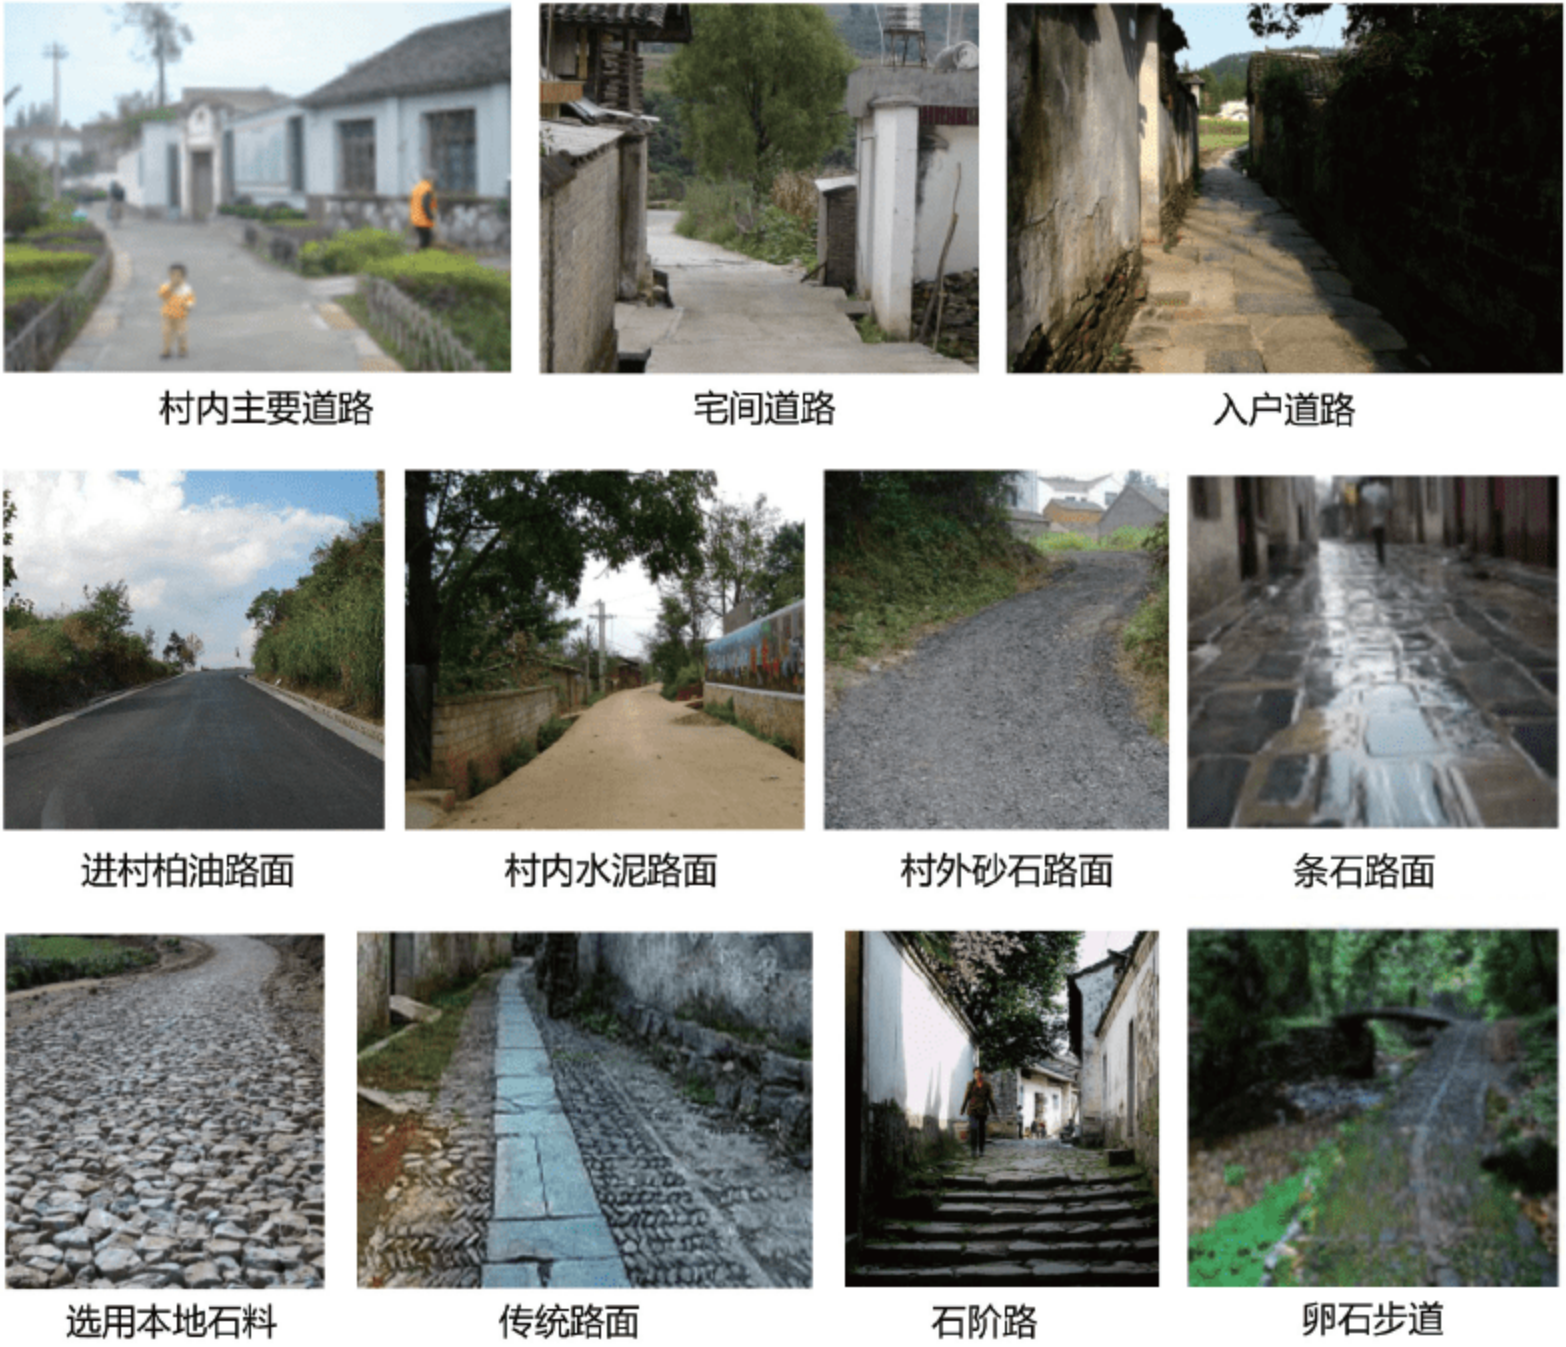 村内主要道路
宅间道路
入户道路
进村柏油路面
村内水泥路面
村外砂石路面
条石路面
选用本地石料
传统路面
石阶路
卵石步道